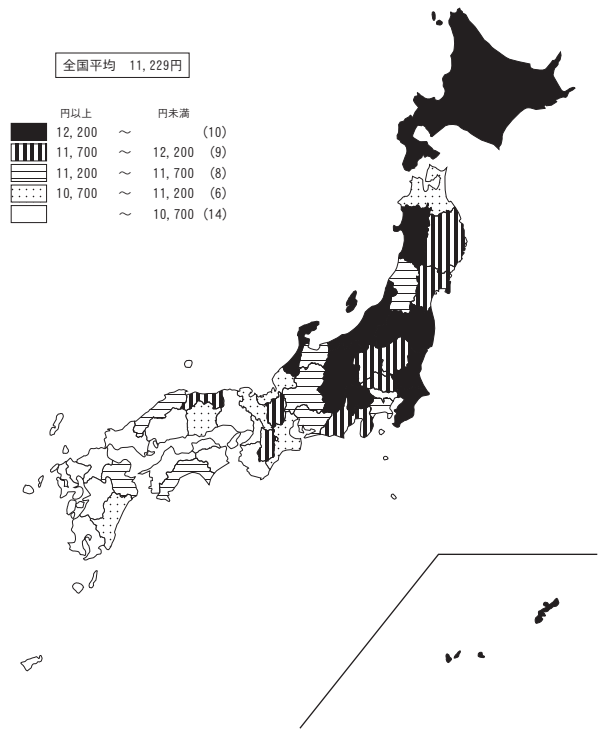 全国平均 11,229円
円以上 円未満
12,200 ～ (10)
11,700 ～ 12,200 (9)
11,200 ～ 11,700 (8)
10,700 ～ 11,200 (6)
～ 10,700 (14)